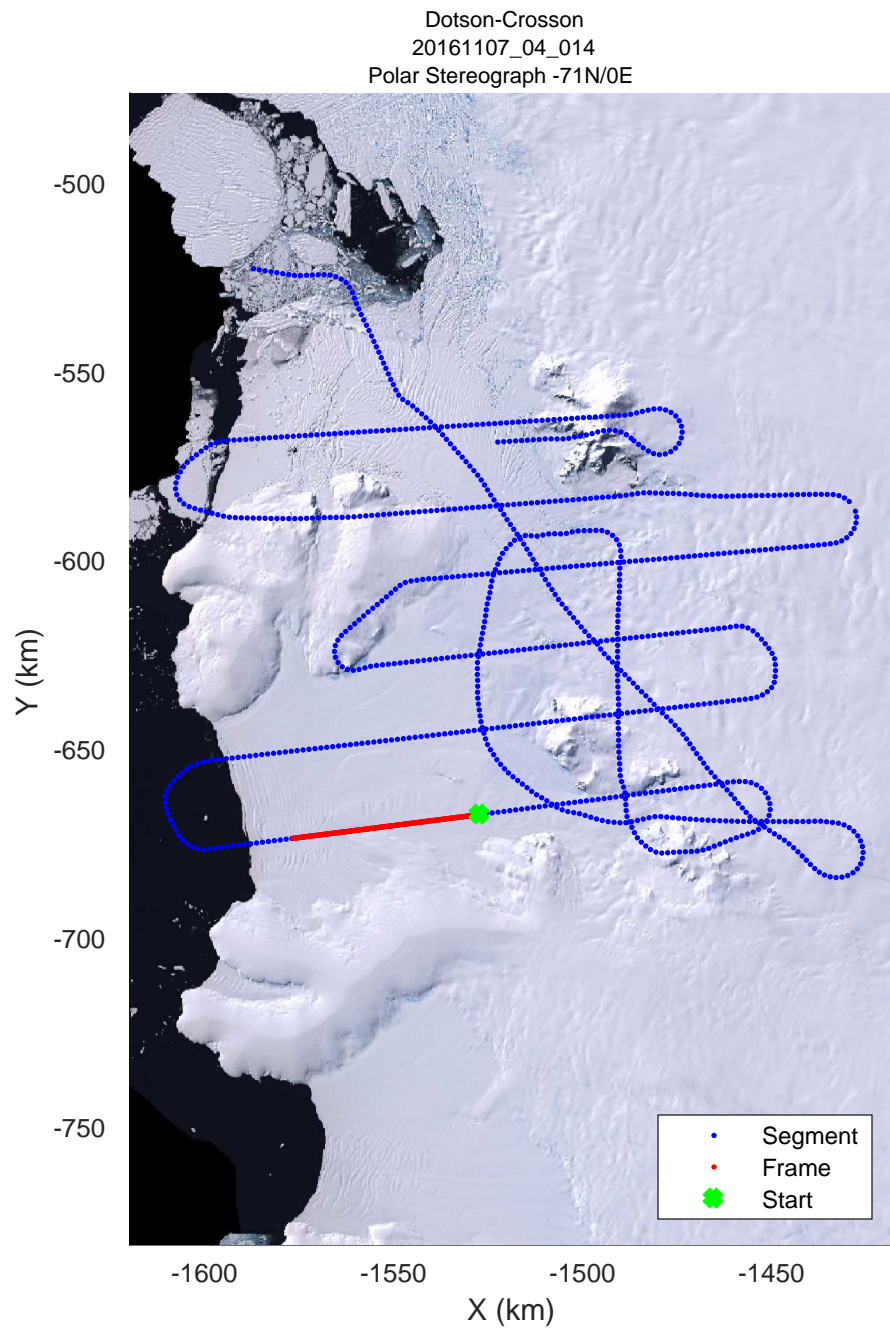 Dotson-Crosson
20161107_04_014
Polar Stereograph -71N/0E
-500
-550
-600
-650
-700
-750
Y (km)
Segment
Frame
Start
-1600
-1550
-1500
-1450
X (km)